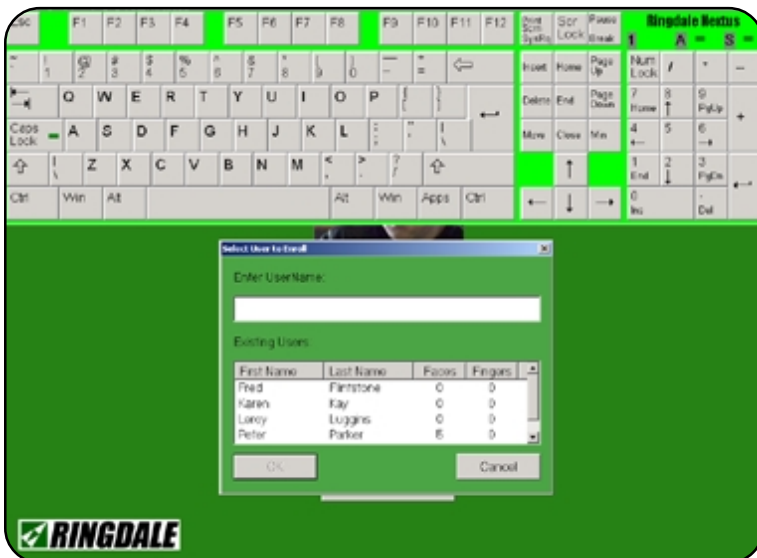 Esc F1 F2 F3 F4 F5 F6 F7 F8 F9 F10 F11 F12 Print Scrn SysRq Scr Lock Pause Break Ringdale Nextus
1 A S
~ ` ! 1 @ 2 # 3 $ 4 % 5 ^ 6 & 7 * 8 ( 9 ) 0 _ - + = Insert Home Page Up Num Lock / * -
Q W E R T Y U I O P { [ } ] Delete End Page Down 7 Home 8 9 PgUp +
Caps Lock A S D F G H J K L : ; " ' | \ Move Close Min 4 5 6
| \ Z X C V B N M < , > . ? / 1 End 2 3 PgDn
Ctrl Win Alt Alt Win Apps Ctrl 0 Ins . Del
Select User to Enroll
Enter UserName:
Existing Users:
First Name Last Name Faces Fingers
Fred Flintstone 0 0
Karen Kay 0 0
Luggins 0 0
Peter Parker 5 0
OK Cancel
RINGDALE